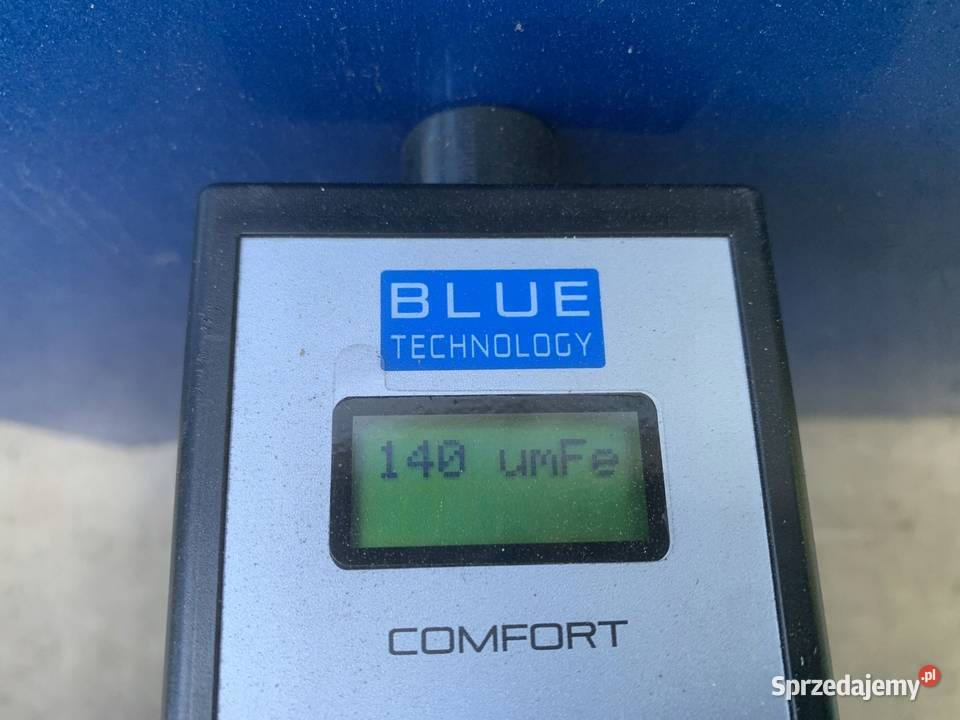 BLUE
TECHNOLOGY
140 umFe
COMFORT
Sprzedajemy.pl